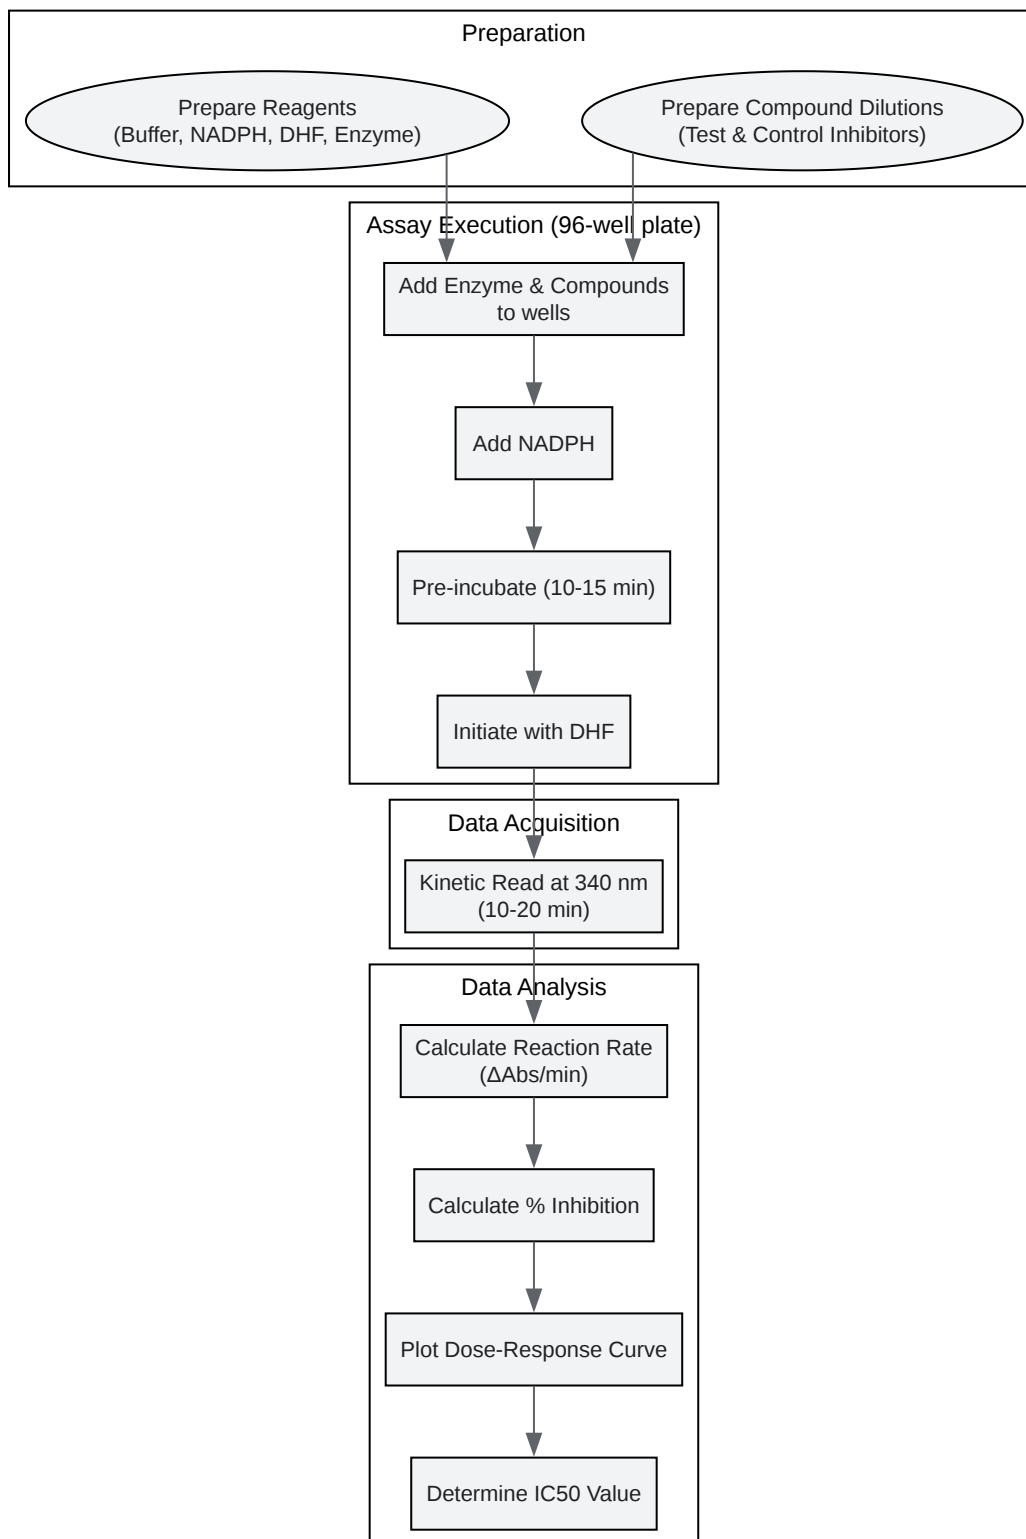 Preparation
Prepare Reagents
(Buffer, NADPH, DHF, Enzyme)
Prepare Compound Dilutions
(Test & Control Inhibitors)
Assay Execution (96-well plate)
Add Enzyme & Compounds
to wells
Add NADPH
Pre-incubate (10-15 min)
Initiate with DHF
Data Acquisition
Kinetic Read at 340 nm
(10-20 min)
Data Analysis
Calculate Reaction Rate
(ΔAbs/min)
Calculate % Inhibition
Plot Dose-Response Curve
Determine IC50 Value